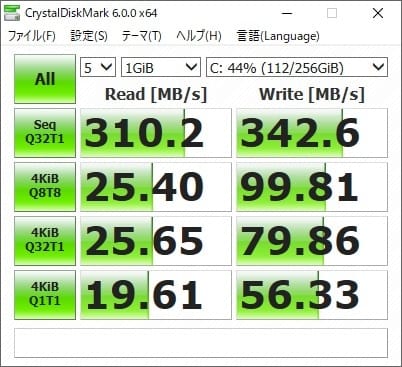 CrystalDiskMark 6.0.0 x64
ファイル(F) 設定(S) テーマ(T) ヘルプ(H) 言語(Language)
All 5 1GiB C: 44% (112/256GiB)
Read [MB/s] Write [MB/s]
Seq Q32T1 310.2 342.6
4KiB Q8T8 25.40 99.81
4KiB Q32T1 25.65 79.86
4KiB Q1T1 19.61 56.33